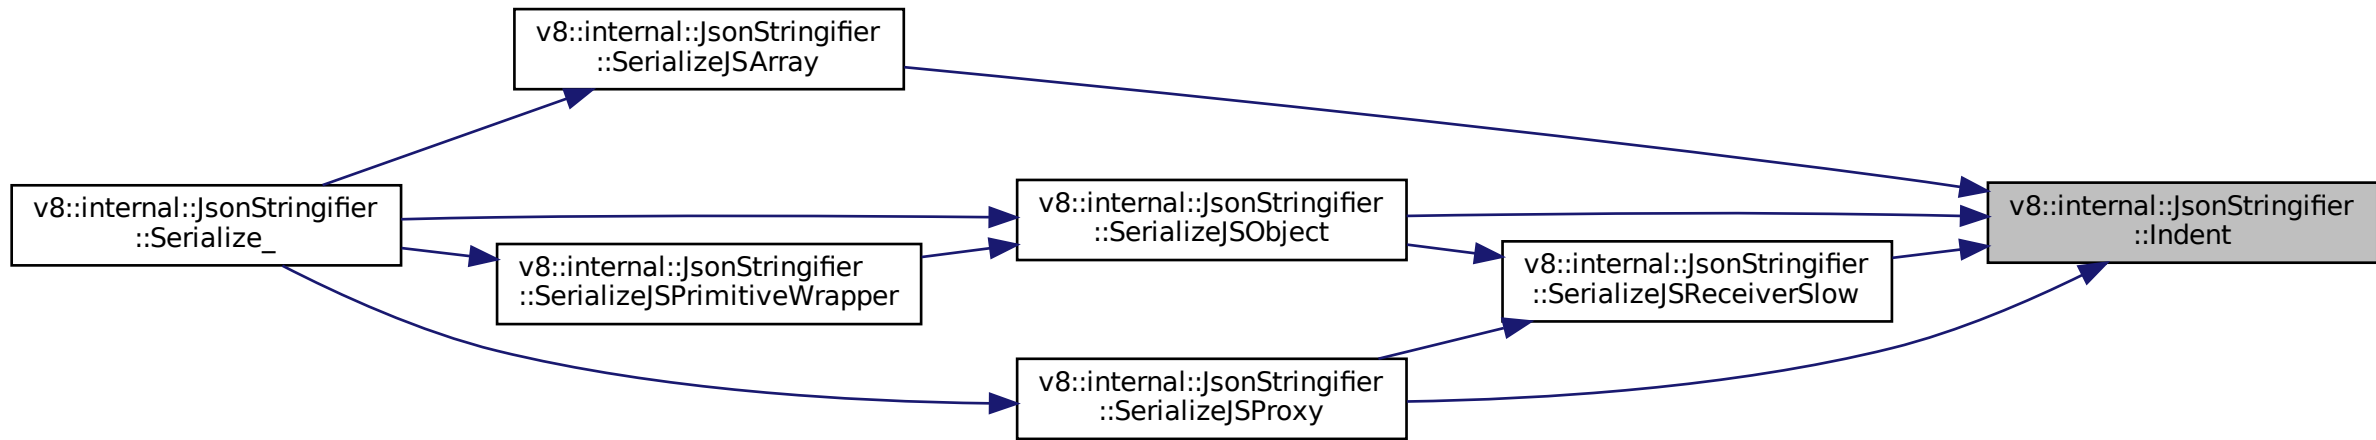 v8::internal::JsonStringifier
::SerializeJSArray
v8::internal::JsonStringifier
::Serialize_
v8::internal::JsonStringifier
::SerializeJSPrimitiveWrapper
v8::internal::JsonStringifier
::SerializeJSObject
v8::internal::JsonStringifier
::SerializeJSProxy
v8::internal::JsonStringifier
::SerializeJSReceiverSlow
v8::internal::JsonStringifier
::Indent